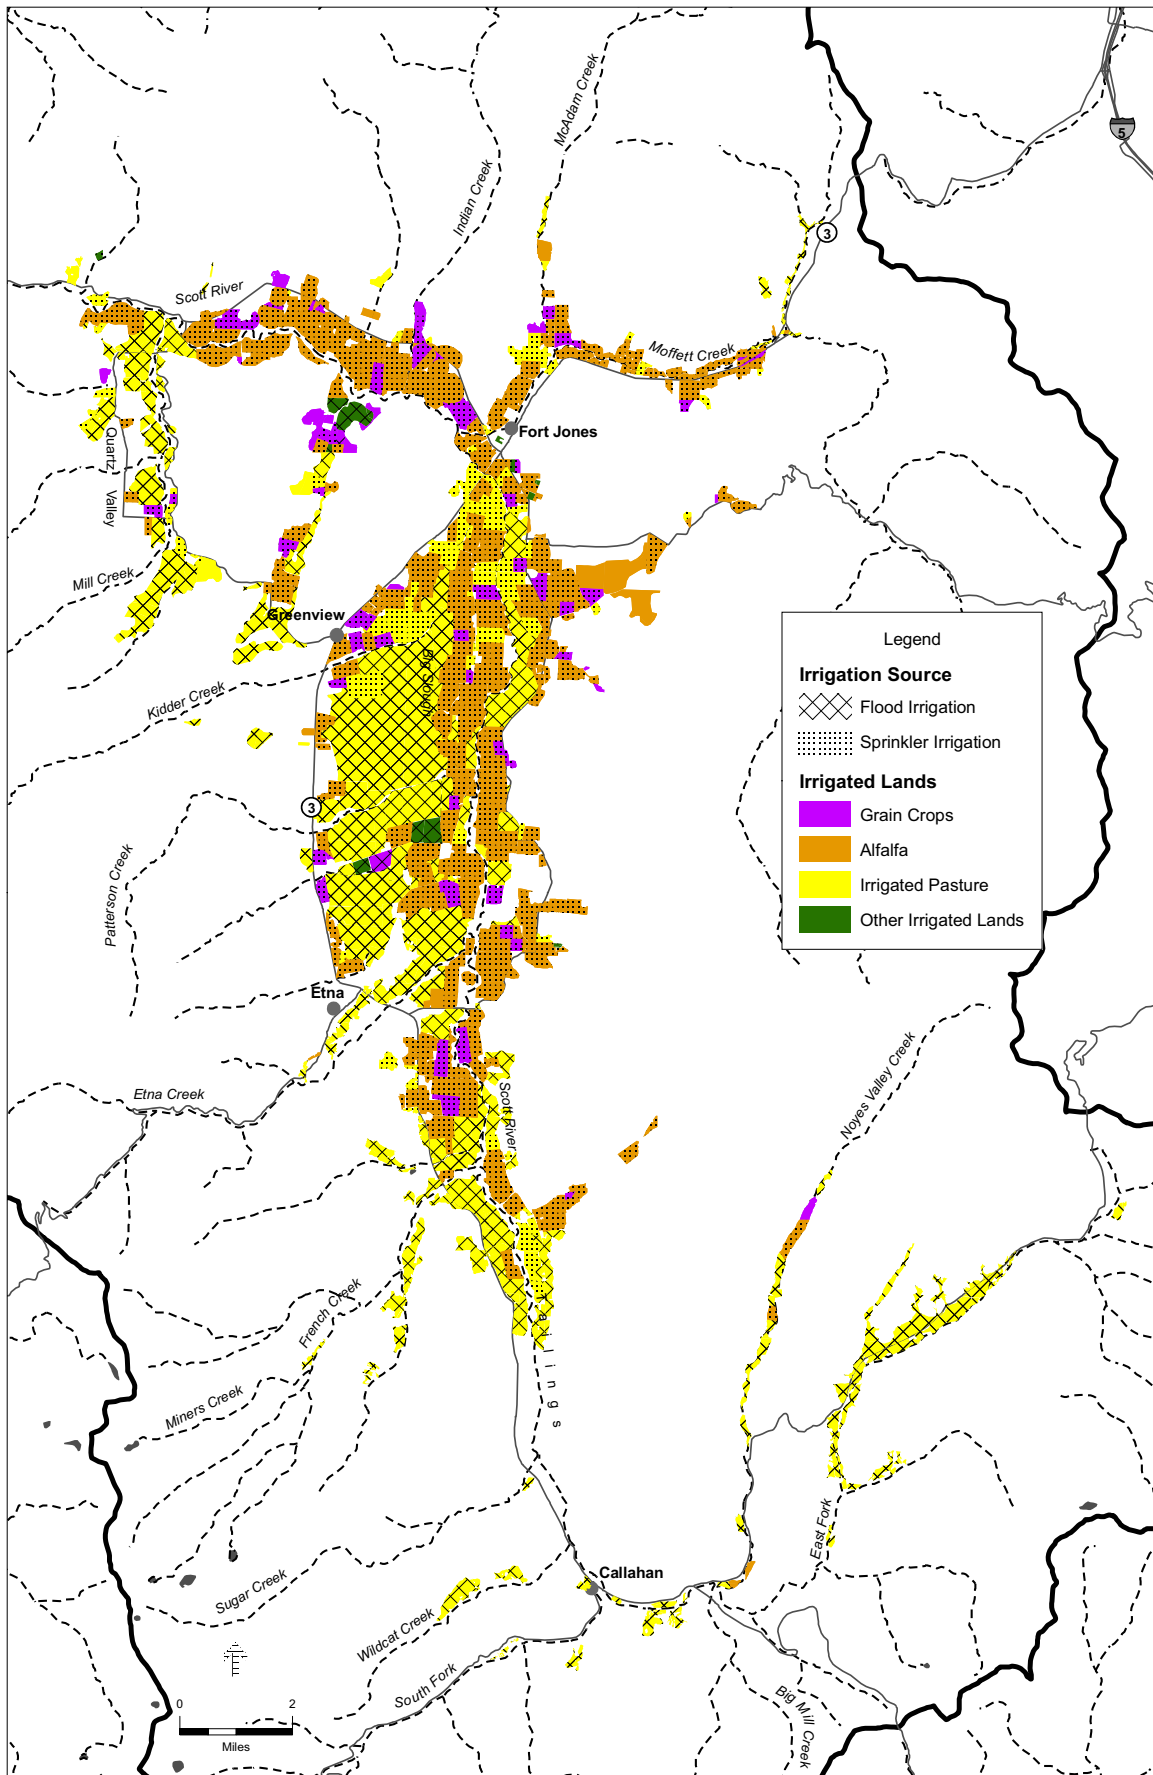 McAdam Creek
5
Indian Creek
3
Scott River
Moffett Creek
Fort Jones
Quartz Valley
Mill Creek
Greenview
Big Slough
Kidder Creek
Legend
Irrigation Source
Flood Irrigation
Sprinkler Irrigation
Irrigated Lands
Grain Crops
Alfalfa
Irrigated Pasture
Other Irrigated Lands
3
Patterson Creek
Etna
Etna Creek
Scott River
Noyes Valley Creek
French Creek
Tailings
Miners Creek
East Fork
Callahan
Sugar Creek
Wildcat Creek
South Fork
Big Mill Creek
0 2
Miles